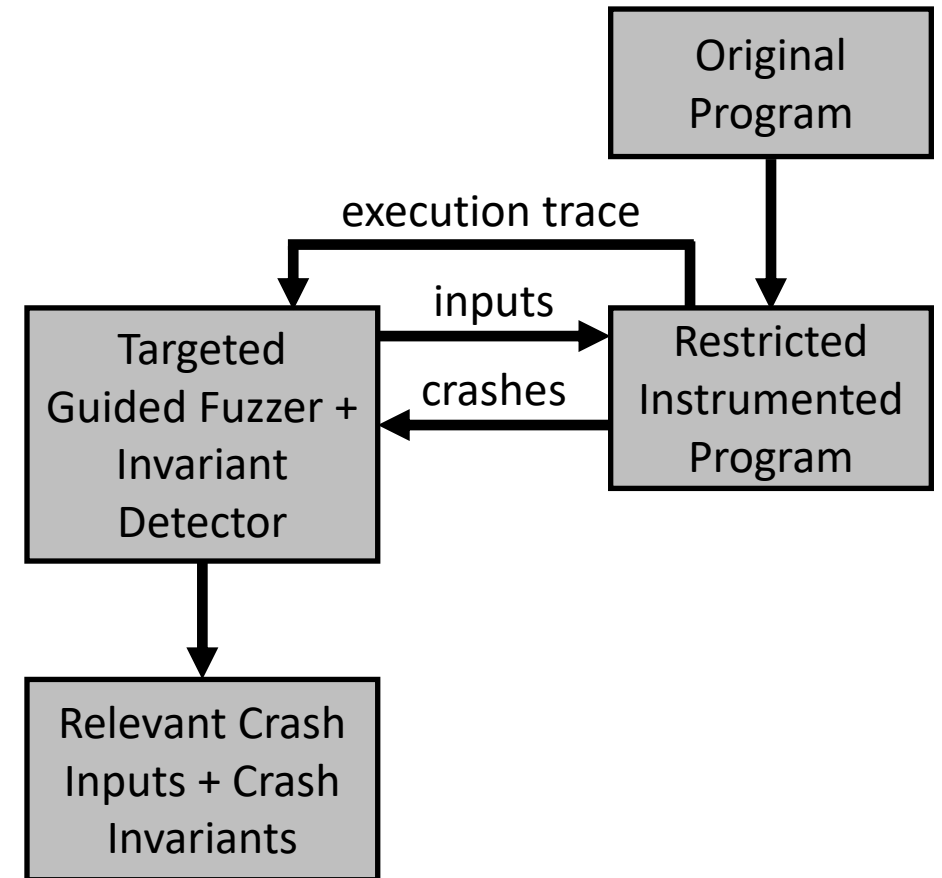 Original
Program
execution trace
inputs
crashes
Targeted
Guided Fuzzer +
Invariant
Detector
Restricted
Instrumented
Program
Relevant Crash
Inputs + Crash
Invariants